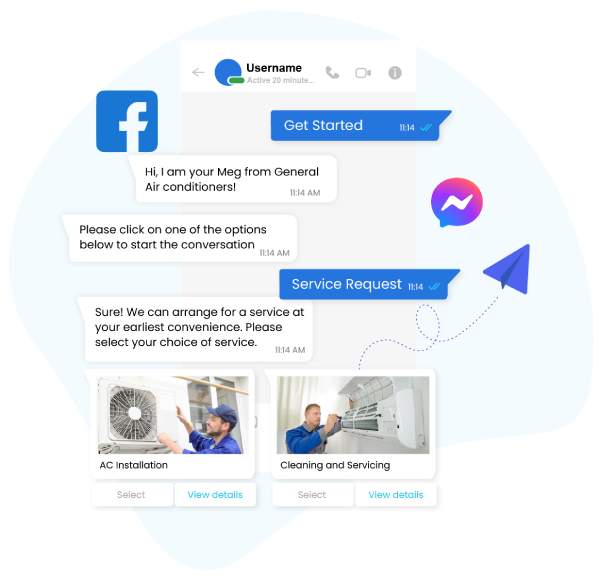 Username
Active 20 minute...
Get Started 11:14
Hi, I am your Meg from General
Air conditioners!
11:14 AM
Please click on one of the options
below to start the conversation
11:14 AM
Service Request 11:14
Sure! We can arrange for a service at
your earliest convenience. Please
select your choice of service.
11:14 AM
AC Installation
Cleaning and Servicing
Select
View details
Select
View details